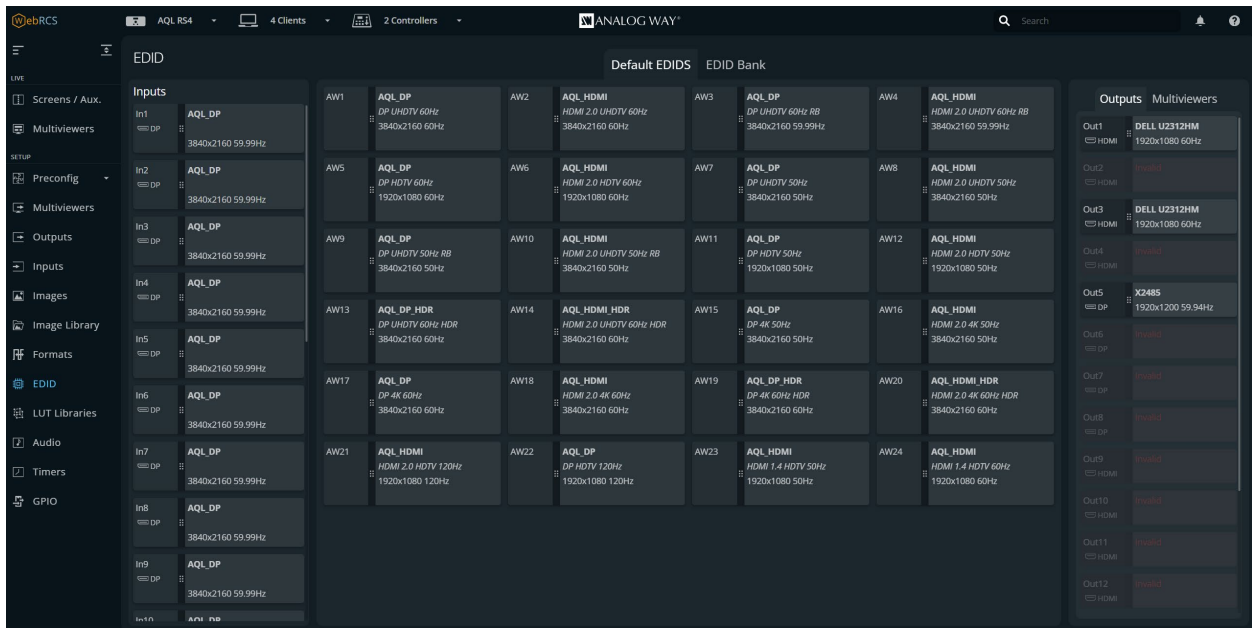 WebRCS
AQL RS4
4 Clients
2 Controllers
ANALOG WAY®
Search
LIVE
Screens / Aux.
Multiviewers
SETUP
Preconfig
Multiviewers
Outputs
Inputs
Images
Image Library
Formats
EDID
LUT Libraries
Audio
Timers
GPIO
EDID
Default EDIDS
EDID Bank
Inputs
In1 AQL_DP
DP
3840x2160 59.99Hz
In2 AQL_DP
DP
3840x2160 59.99Hz
In3 AQL_DP
DP
3840x2160 59.99Hz
In4 AQL_DP
DP
3840x2160 59.99Hz
In5 AQL_DP
DP
3840x2160 59.99Hz
In6 AQL_DP
DP
3840x2160 59.99Hz
In7 AQL_DP
DP
3840x2160 59.99Hz
In8 AQL_DP
DP
3840x2160 59.99Hz
In9 AQL_DP
DP
3840x2160 59.99Hz
In10 AQL_DP
AW1 AQL_DP
DP UHDTV 60Hz
3840x2160 60Hz
AW2 AQL_HDMI
HDMI 2.0 UHDTV 60Hz
3840x2160 60Hz
AW3 AQL_DP
DP UHDTV 60Hz RB
3840x2160 59.99Hz
AW4 AQL_HDMI
HDMI 2.0 UHDTV 60Hz RB
3840x2160 59.99Hz
AW5 AQL_DP
DP HDTV 60Hz
1920x1080 60Hz
AW6 AQL_HDMI
HDMI 2.0 HDTV 60Hz
1920x1080 60Hz
AW7 AQL_DP
DP UHDTV 50Hz
3840x2160 50Hz
AW8 AQL_HDMI
HDMI 2.0 UHDTV 50Hz
3840x2160 50Hz
AW9 AQL_DP
DP UHDTV 50Hz RB
3840x2160 50Hz
AW10 AQL_HDMI
HDMI 2.0 UHDTV 50Hz RB
3840x2160 50Hz
AW11 AQL_DP
DP HDTV 50Hz
1920x1080 50Hz
AW12 AQL_HDMI
HDMI 2.0 HDTV 50Hz
1920x1080 50Hz
AW13 AQL_DP_HDR
DP UHDTV 60Hz HDR
3840x2160 60Hz
AW14 AQL_HDMI_HDR
HDMI 2.0 UHDTV 60Hz HDR
3840x2160 60Hz
AW15 AQL_DP
DP 4K 50Hz
3840x2160 50Hz
AW16 AQL_HDMI
HDMI 2.0 4K 50Hz
3840x2160 50Hz
AW17 AQL_DP
DP 4K 60Hz
3840x2160 60Hz
AW18 AQL_HDMI
HDMI 2.0 4K 60Hz
3840x2160 60Hz
AW19 AQL_DP_HDR
DP 4K 60Hz HDR
3840x2160 60Hz
AW20 AQL_HDMI_HDR
HDMI 2.0 4K 60Hz HDR
3840x2160 60Hz
AW21 AQL_HDMI
HDMI 2.0 HDTV 120Hz
1920x1080 120Hz
AW22 AQL_DP
DP HDTV 120Hz
1920x1080 120Hz
AW23 AQL_HDMI
HDMI 1.4 HDTV 50Hz
1920x1080 50Hz
AW24 AQL_HDMI
HDMI 1.4 HDTV 60Hz
1920x1080 60Hz
Outputs
Multiviewers
Out1 DELL U2312HM
HDMI 1920x1080 60Hz
Out2 Invalid
HDMI
Out3 DELL U2312HM
HDMI 1920x1080 60Hz
Out4 Invalid
HDMI
Out5 X2485
DP 1920x1200 59.94Hz
Out6 Invalid
DP
Out7 Invalid
DP
Out8 Invalid
DP
Out9 Invalid
HDMI
Out10 Invalid
HDMI
Out11 Invalid
HDMI
Out12 Invalid
HDMI